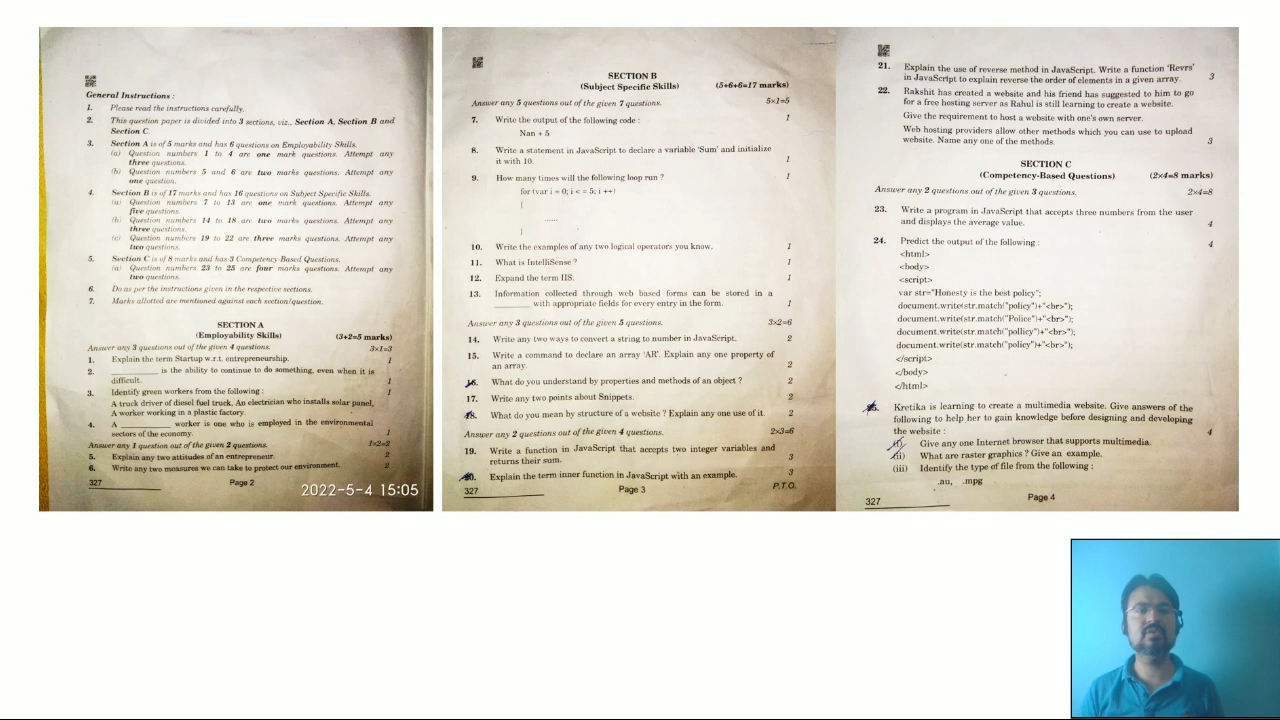 General Instructions :
1. Please read the instructions carefully.
2. This question paper is divided into 3 sections, viz., Section A, Section B and
Section C.
3. Section A is of 5 marks and has 6 questions on Employability Skills.
(a) Question numbers 1 to 4 are one mark questions. Attempt any
three questions.
(b) Question numbers 5 and 6 are two marks questions. Attempt any
one question.
4. Section B is of 17 marks and has 16 questions on Subject Specific Skills.
(a) Question numbers 7 to 13 are one mark questions. Attempt any
five questions.
(b) Question numbers 14 to 18 are two marks questions. Attempt any
three questions.
(c) Question numbers 19 to 22 are three marks questions. Attempt any
two questions.
5. Section C is of 8 marks and has 3 Competency-Based Questions.
(a) Question numbers 23 to 25 are four marks questions. Attempt any
two questions.
6. Do as per the instructions given in the respective sections.
7. Marks allotted are mentioned against each section/question.
SECTION A
(Employability Skills) (3+2=5 marks)
Answer any 3 questions out of the given 4 questions. 3×1=3
1. Explain the term Startup w.r.t. entrepreneurship. 1
2. __________ is the ability to continue to do something, even when it is
difficult. 1
3. Identify green workers from the following : 1
A truck driver of diesel fuel truck, An electrician who installs solar panel,
A worker working in a plastic factory.
4. A __________ worker is one who is employed in the environmental
sectors of the economy. 1
Answer any 1 question out of the given 2 questions. 1×2=2
5. Explain any two attitudes of an entrepreneur. 2
6. Write any two measures we can take to protect our environment. 2
327 Page 2
2022-5-4 15:05
SECTION B
(Subject Specific Skills) (5+6+6=17 marks)
Answer any 5 questions out of the given 7 questions. 5×1=5
7. Write the output of the following code : 1
Nan + 5
8. Write a statement in JavaScript to declare a variable 'Sum' and initialize
it with 10. 1
9. How many times will the following loop run ? 1
for (var i = 0; i < = 5; i ++)
{
......
}
10. Write the examples of any two logical operators you know. 1
11. What is IntelliSense ? 1
12. Expand the term IIS. 1
13. Information collected through web based forms can be stored in a
_______ with appropriate fields for every entry in the form. 1
Answer any 3 questions out of the given 5 questions. 3×2=6
14. Write any two ways to convert a string to number in JavaScript. 2
15. Write a command to declare an array 'AR'. Explain any one property of
an array. 2
16. What do you understand by properties and methods of an object ? 2
17. Write any two points about Snippets. 2
18. What do you mean by structure of a website ? Explain any one use of it. 2
Answer any 2 questions out of the given 4 questions. 2×3=6
19. Write a function in JavaScript that accepts two integer variables and
returns their sum. 3
20. Explain the term inner function in JavaScript with an example. 3
327 Page 3 P.T.O.
21. Explain the use of reverse method in JavaScript. Write a function 'Revrs'
in JavaScript to explain reverse the order of elements in a given array. 3
22. Rakshit has created a website and his friend has suggested to him to go
for a free hosting server as Rahul is still learning to create a website.
Give the requirement to host a website with one's own server.
Web hosting providers allow other methods which you can use to upload
website. Name any one of the methods. 3
SECTION C
(Competency-Based Questions) (2×4=8 marks)
Answer any 2 questions out of the given 3 questions. 2×4=8
23. Write a program in JavaScript that accepts three numbers from the user
and displays the average value. 4
24. Predict the output of the following : 4
<html>
<body>
<script>
var str="Honesty is the best policy";
document.write(str.match("policy")+"<br>");
document.write(str.match("Police")+"<br>");
document.write(str.match("pollicy")+"<br>");
document.write(str.match("policy")+"<br>");
</script>
</body>
</html>
25. Kretika is learning to create a multimedia website. Give answers of the
following to help her to gain knowledge before designing and developing
the website : 4
(i) Give any one Internet browser that supports multimedia.
(ii) What are raster graphics ? Give an example.
(iii) Identify the type of file from the following :
.au, .mpg
327 Page 4